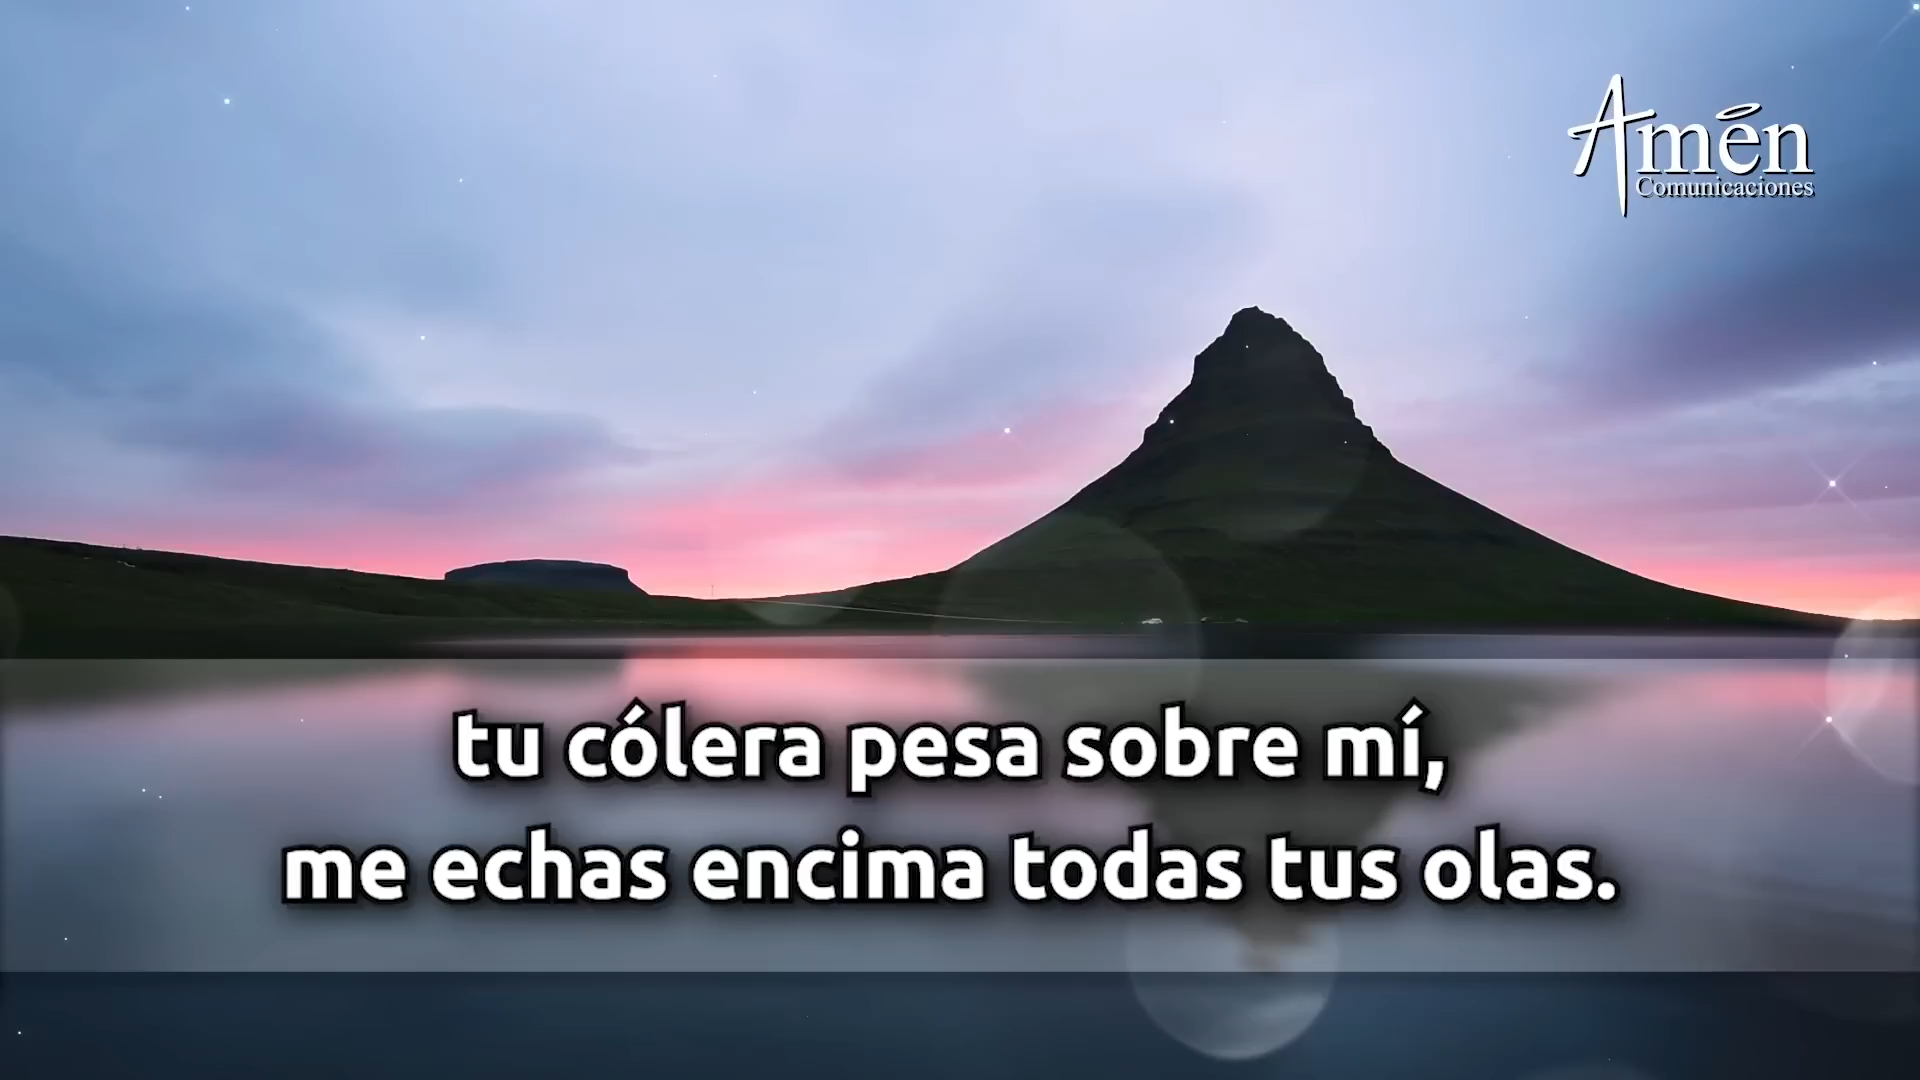 Amén
Comunicaciones
tu cólera pesa sobre mí,
me echas encima todas tus olas.